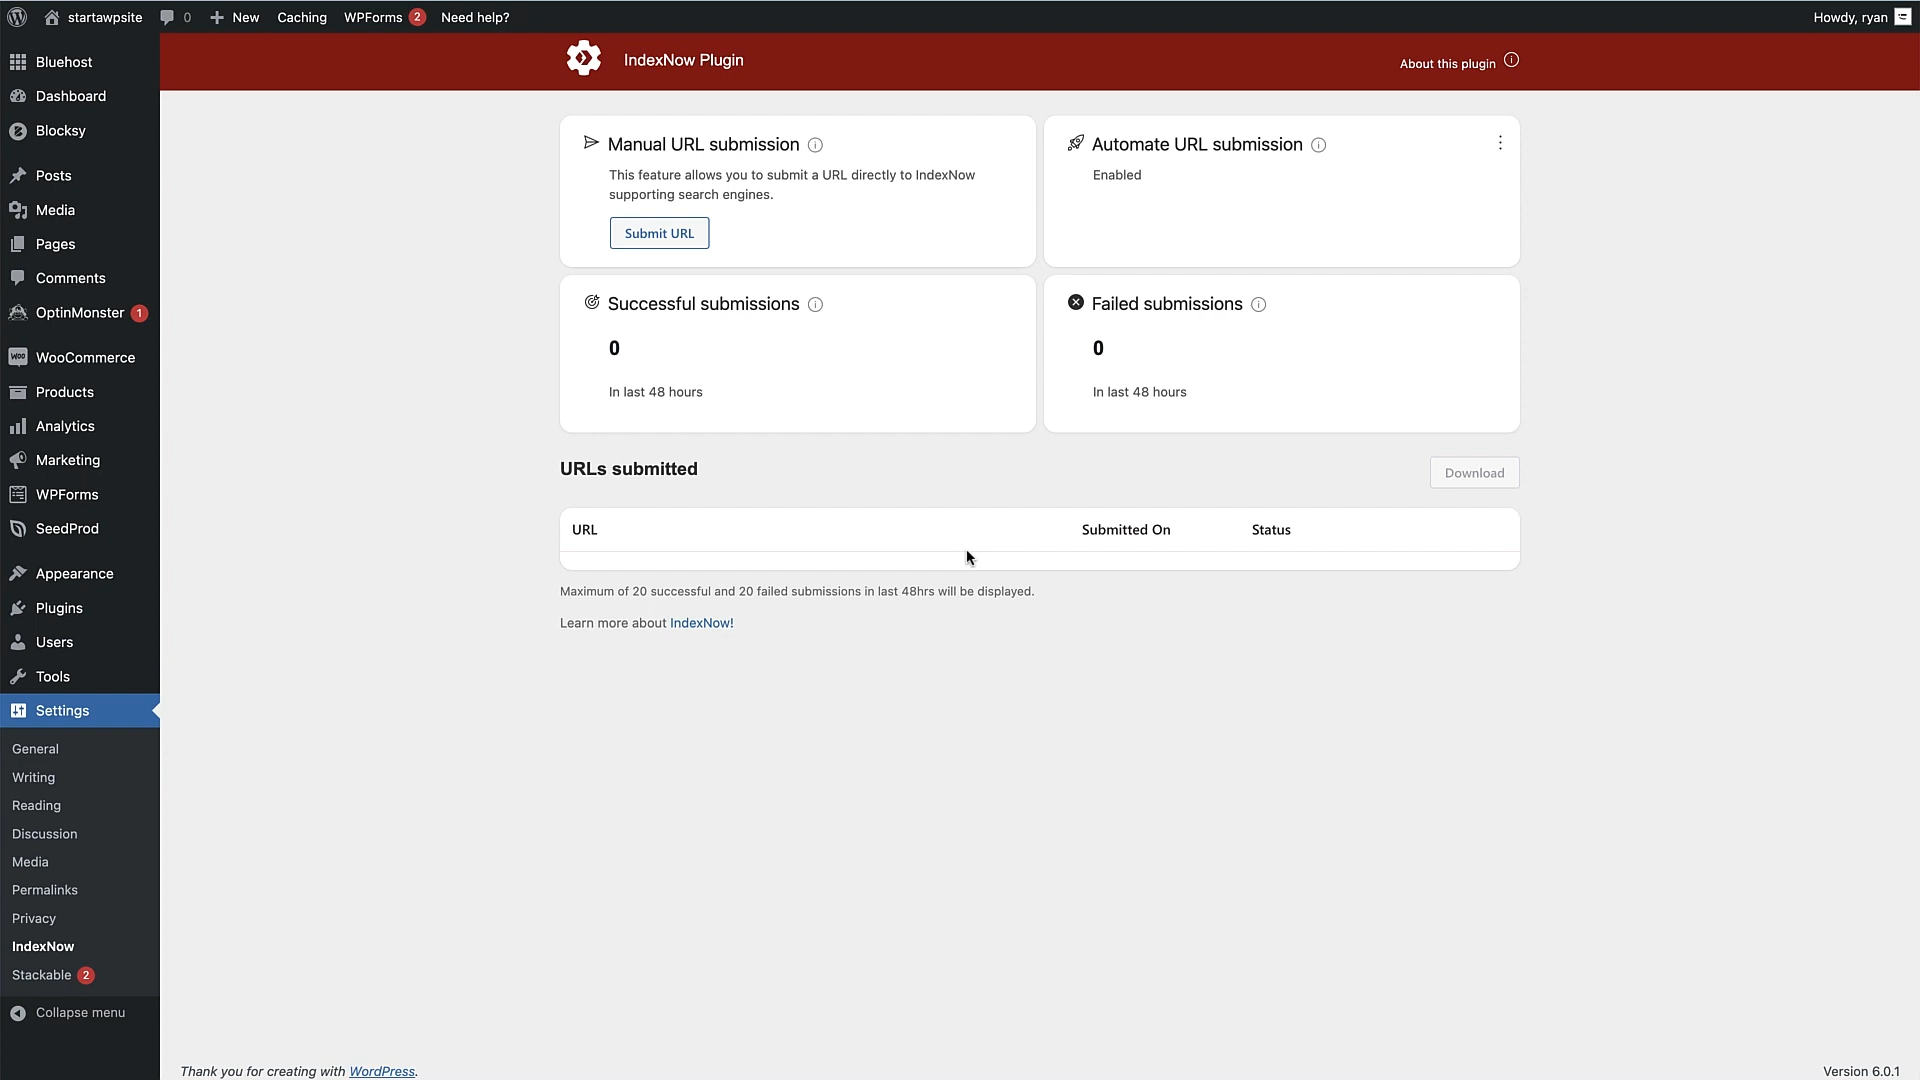 startawpsite 0 New Caching WPForms 2 Need help? Howdy, ryan
Bluehost
Dashboard
Blocksy
Posts
Media
Pages
Comments
OptinMonster 1
WooCommerce
Products
Analytics
Marketing
WPForms
SeedProd
Appearance
Plugins
Users
Tools
Settings
General
Writing
Reading
Discussion
Media
Permalinks
Privacy
IndexNow
Stackable 2
Collapse menu
IndexNow Plugin
About this plugin
Manual URL submission
This feature allows you to submit a URL directly to IndexNow
supporting search engines.
Submit URL
Automate URL submission
Enabled
Successful submissions
0
In last 48 hours
Failed submissions
0
In last 48 hours
URLs submitted
Download
URL Submitted On Status
Maximum of 20 successful and 20 failed submissions in last 48hrs will be displayed.
Learn more about IndexNow!
Thank you for creating with WordPress.
Version 6.0.1